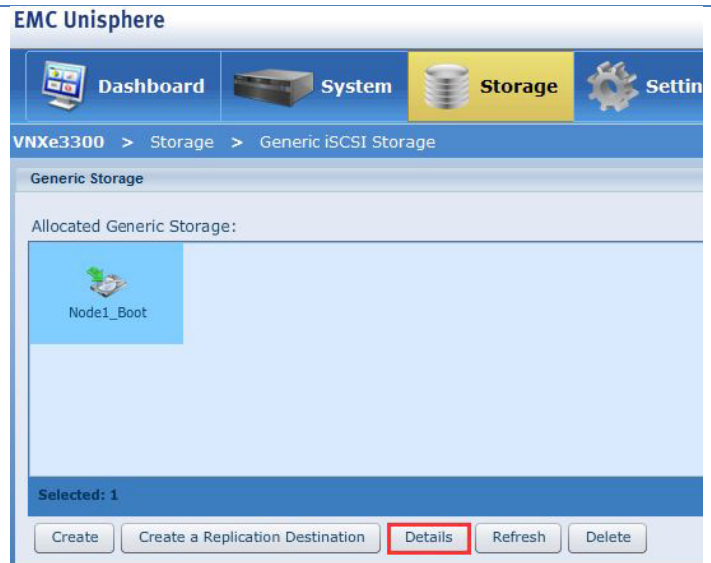 EMC Unisphere
Dashboard System Storage Settin
VNXe3300 > Storage > Generic iSCSI Storage
Generic Storage
Allocated Generic Storage:
Node1_Boot
Selected: 1
Create Create a Replication Destination Details Refresh Delete